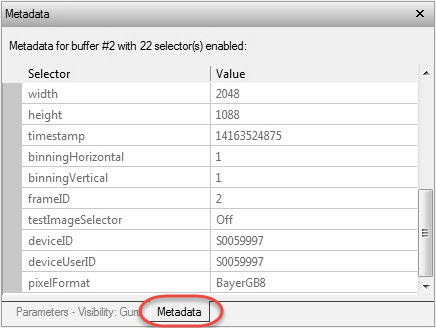 Metadata
Metadata for buffer #2 with 22 selector(s) enabled:
Selector Value
width 2048
height 1088
timestamp 14163524875
binningHorizontal 1
binningVertical 1
frameID 2
testImageSelector Off
deviceID S0059997
deviceUserID S0059997
pixelFormat BayerGB8
Parameters - Visibility: Metadata